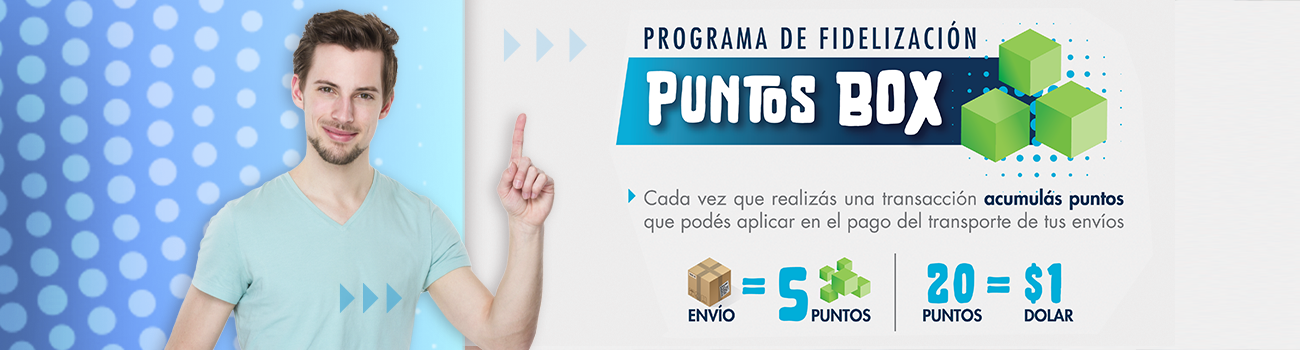 PROGRAMA DE FIDELIZACIÓN
PUNTOS BOX
Cada vez que realizás una transacción acumulás puntos
que podés aplicar en el pago del transporte de tus envíos
= 5
ENVÍO PUNTOS
20 = $1
PUNTOS DOLAR